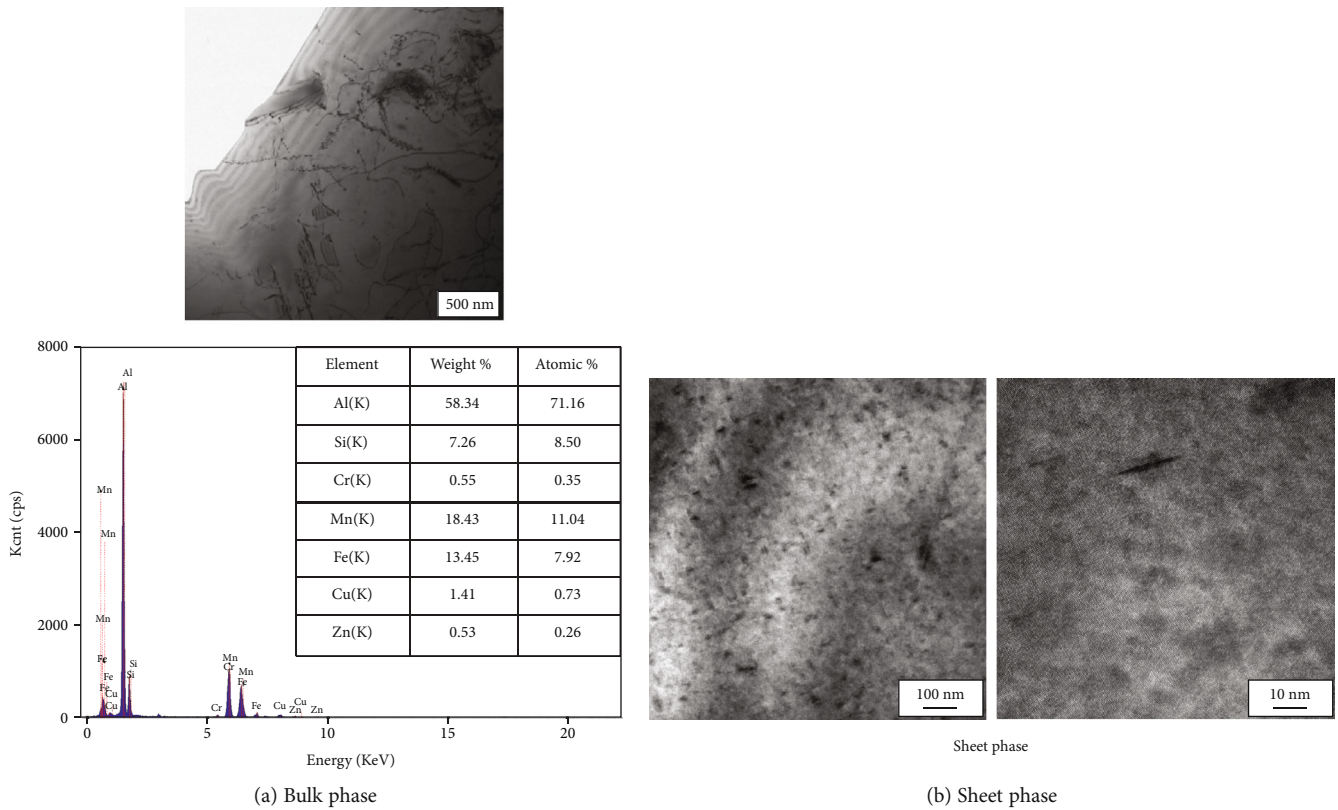 500 nm
8000
6000
4000
2000
0
Kcnt (cps)
Al
Al
Mn
Mn
Mn
Fe
Fe
Fe
Cu
Cu
Si
Si
Mn
Cr
Mn
Fe
Cr
Fe
Cu
Cu
Zn
Zn
Element Weight % Atomic %
Al(K) 58.34 71.16
Si(K) 7.26 8.50
Cr(K) 0.55 0.35
Mn(K) 18.43 11.04
Fe(K) 13.45 7.92
Cu(K) 1.41 0.73
Zn(K) 0.53 0.26
0 5 10 15 20
Energy (KeV)
(a) Bulk phase
100 nm
10 nm
Sheet phase
(b) Sheet phase